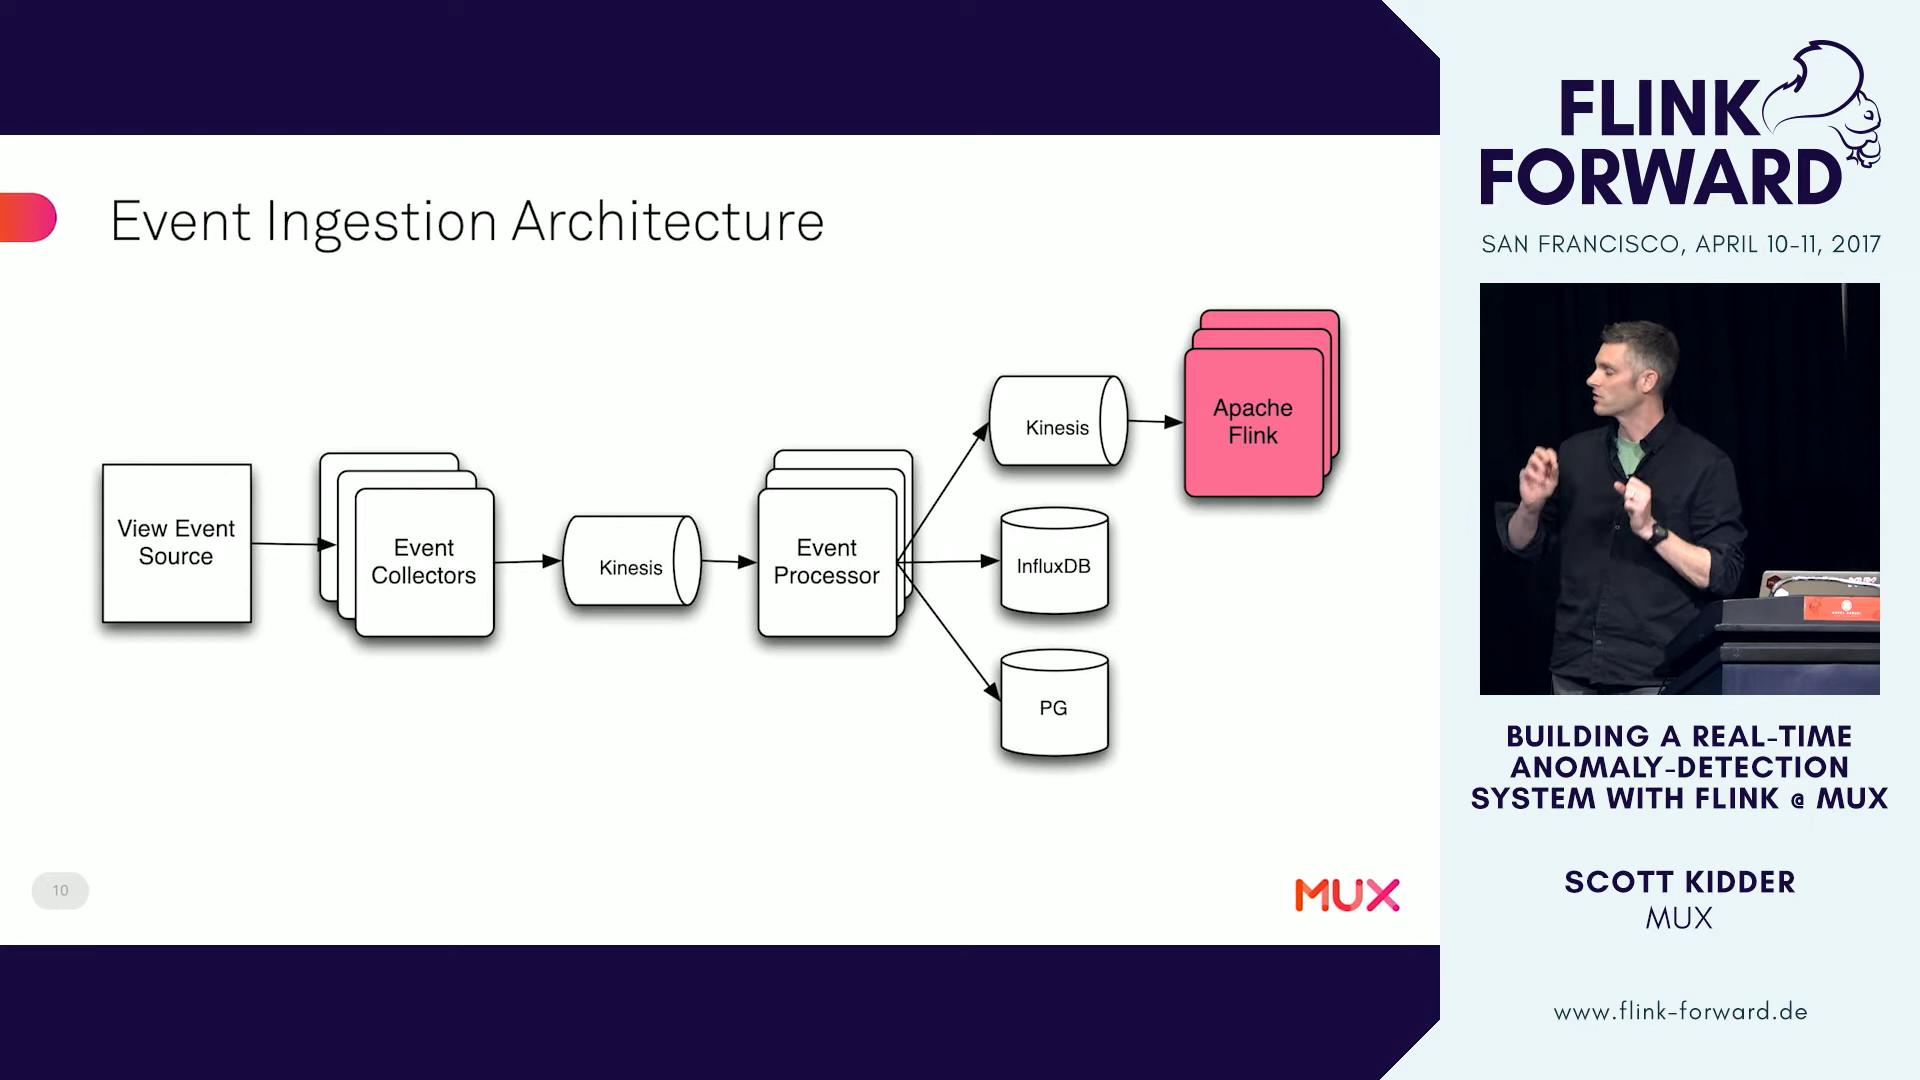 Event Ingestion Architecture
View Event
Source
Event
Collectors
Kinesis
Event
Processor
Kinesis
InfluxDB
PG
Apache
Flink
10
MUX
FLINK
FORWARD
SAN FRANCISCO, APRIL 10-11, 2017
BUILDING A REAL-TIME
ANOMALY-DETECTION
SYSTEM WITH FLINK @ MUX
SCOTT KIDDER
MUX
www.flink-forward.de